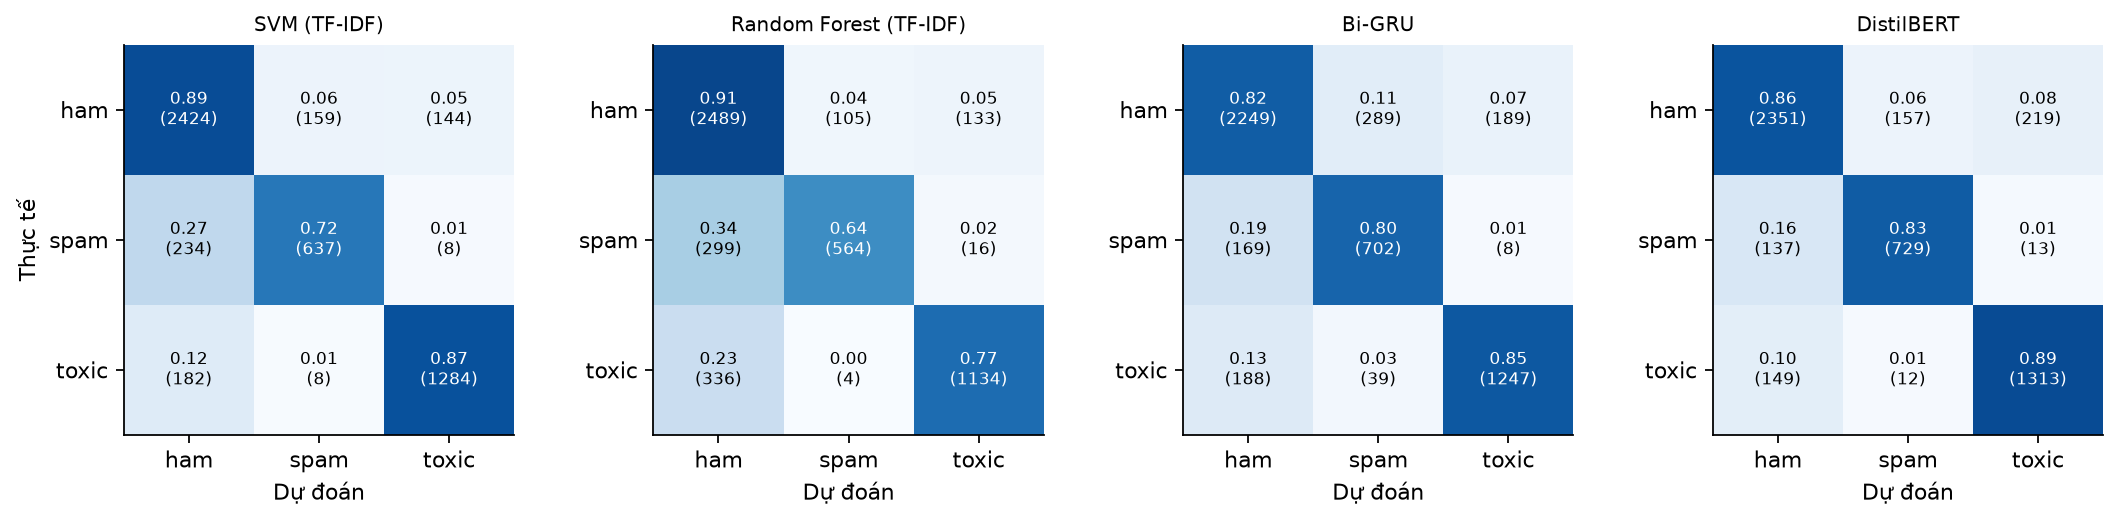 SVM (TF-IDF)
Thực tế
ham
0.89
(2424)
0.06
(159)
0.05
(144)
spam
0.27
(234)
0.72
(637)
0.01
(8)
toxic
0.12
(182)
0.01
(8)
0.87
(1284)
ham
spam
toxic
Dự đoán
Random Forest (TF-IDF)
ham
0.91
(2489)
0.04
(105)
0.05
(133)
spam
0.34
(299)
0.64
(564)
0.02
(16)
toxic
0.23
(336)
0.00
(4)
0.77
(1134)
ham
spam
toxic
Dự đoán
Bi-GRU
ham
0.82
(2249)
0.11
(289)
0.07
(189)
spam
0.19
(169)
0.80
(702)
0.01
(8)
toxic
0.13
(188)
0.03
(39)
0.85
(1247)
ham
spam
toxic
Dự đoán
DistilBERT
ham
0.86
(2351)
0.06
(157)
0.08
(219)
spam
0.16
(137)
0.83
(729)
0.01
(13)
toxic
0.10
(149)
0.01
(12)
0.89
(1313)
ham
spam
toxic
Dự đoán